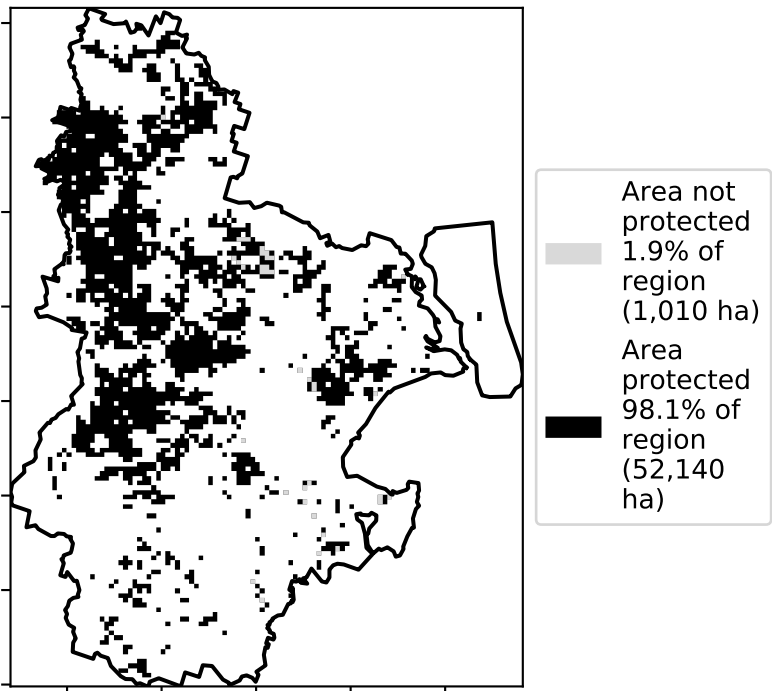 Area not
protected
1.9% of
region
(1,010 ha)
Area
protected
98.1% of
region
(52,140
ha)